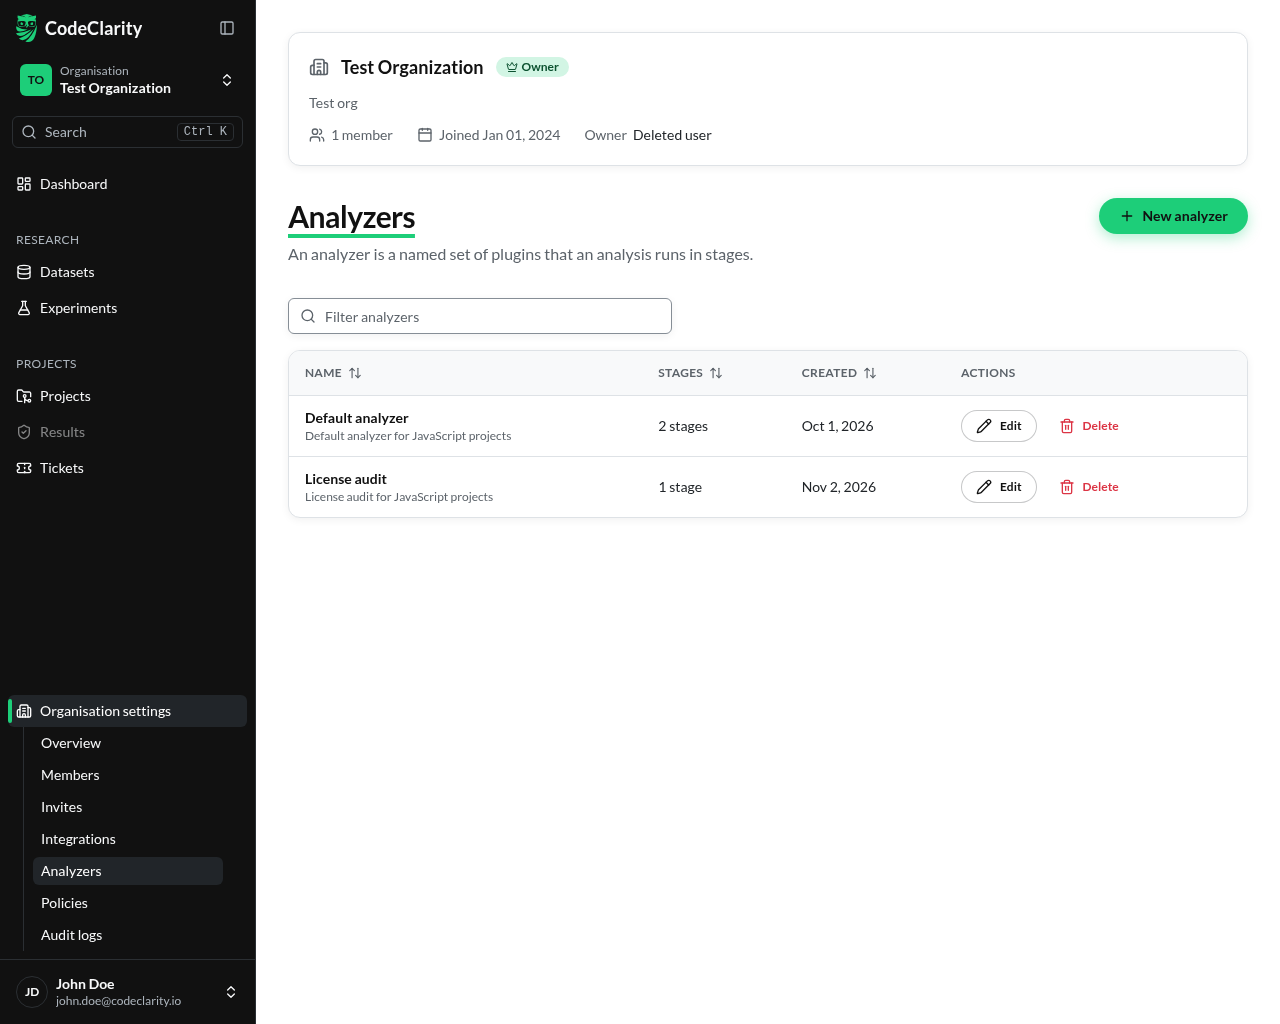 CodeClarity
TO
Organisation
Test Organization
Search
Ctrl K
Dashboard
RESEARCH
Datasets
Experiments
PROJECTS
Projects
Results
Tickets
Organisation settings
Overview
Members
Invites
Integrations
Analyzers
Policies
Audit logs
JD
John Doe
john.doe@codeclarity.io
Test Organization
Owner
Test org
1 member
Joined Jan 01, 2024
Owner Deleted user
Analyzers
New analyzer
An analyzer is a named set of plugins that an analysis runs in stages.
Filter analyzers
NAME STAGES CREATED ACTIONS
Default analyzer
Default analyzer for JavaScript projects
2 stages
Oct 1, 2026
Edit
Delete
License audit
License audit for JavaScript projects
1 stage
Nov 2, 2026
Edit
Delete